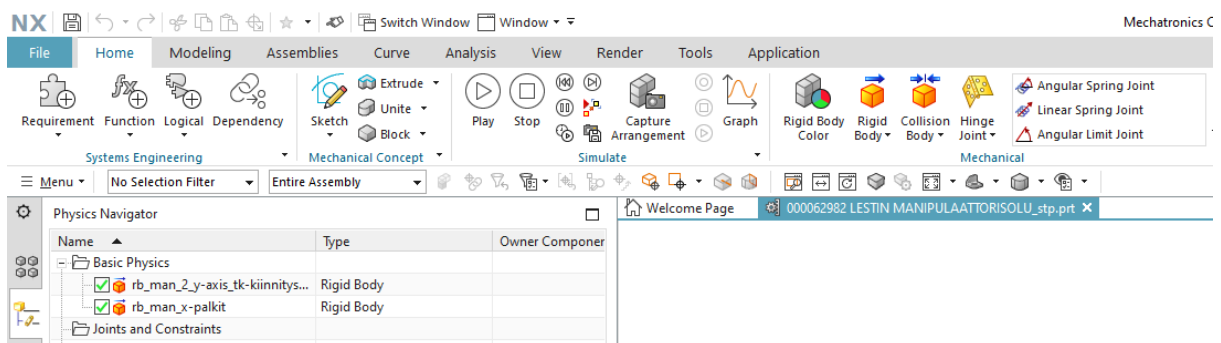 NX Switch Window Window Mechatronics C
File Home Modeling Assemblies Curve Analysis View Render Tools Application
Requirement Function Logical Dependency Sketch Extrude Unite Block Play Stop Capture Arrangement Graph Rigid Body Color Rigid Body Collision Body Hinge Joint Angular Spring Joint
Linear Spring Joint
Angular Limit Joint
Systems Engineering Mechanical Concept Simulate Mechanical
Menu No Selection Filter Entire Assembly
Physics Navigator Welcome Page 000062982 LESTIN MANIPULAATTORISOLU_stp.prt
Name Type Owner Componer
Basic Physics
rb_man_2_y-axis_tk-kiinnitys... Rigid Body
rb_man_x-palkit Rigid Body
Joints and Constraints